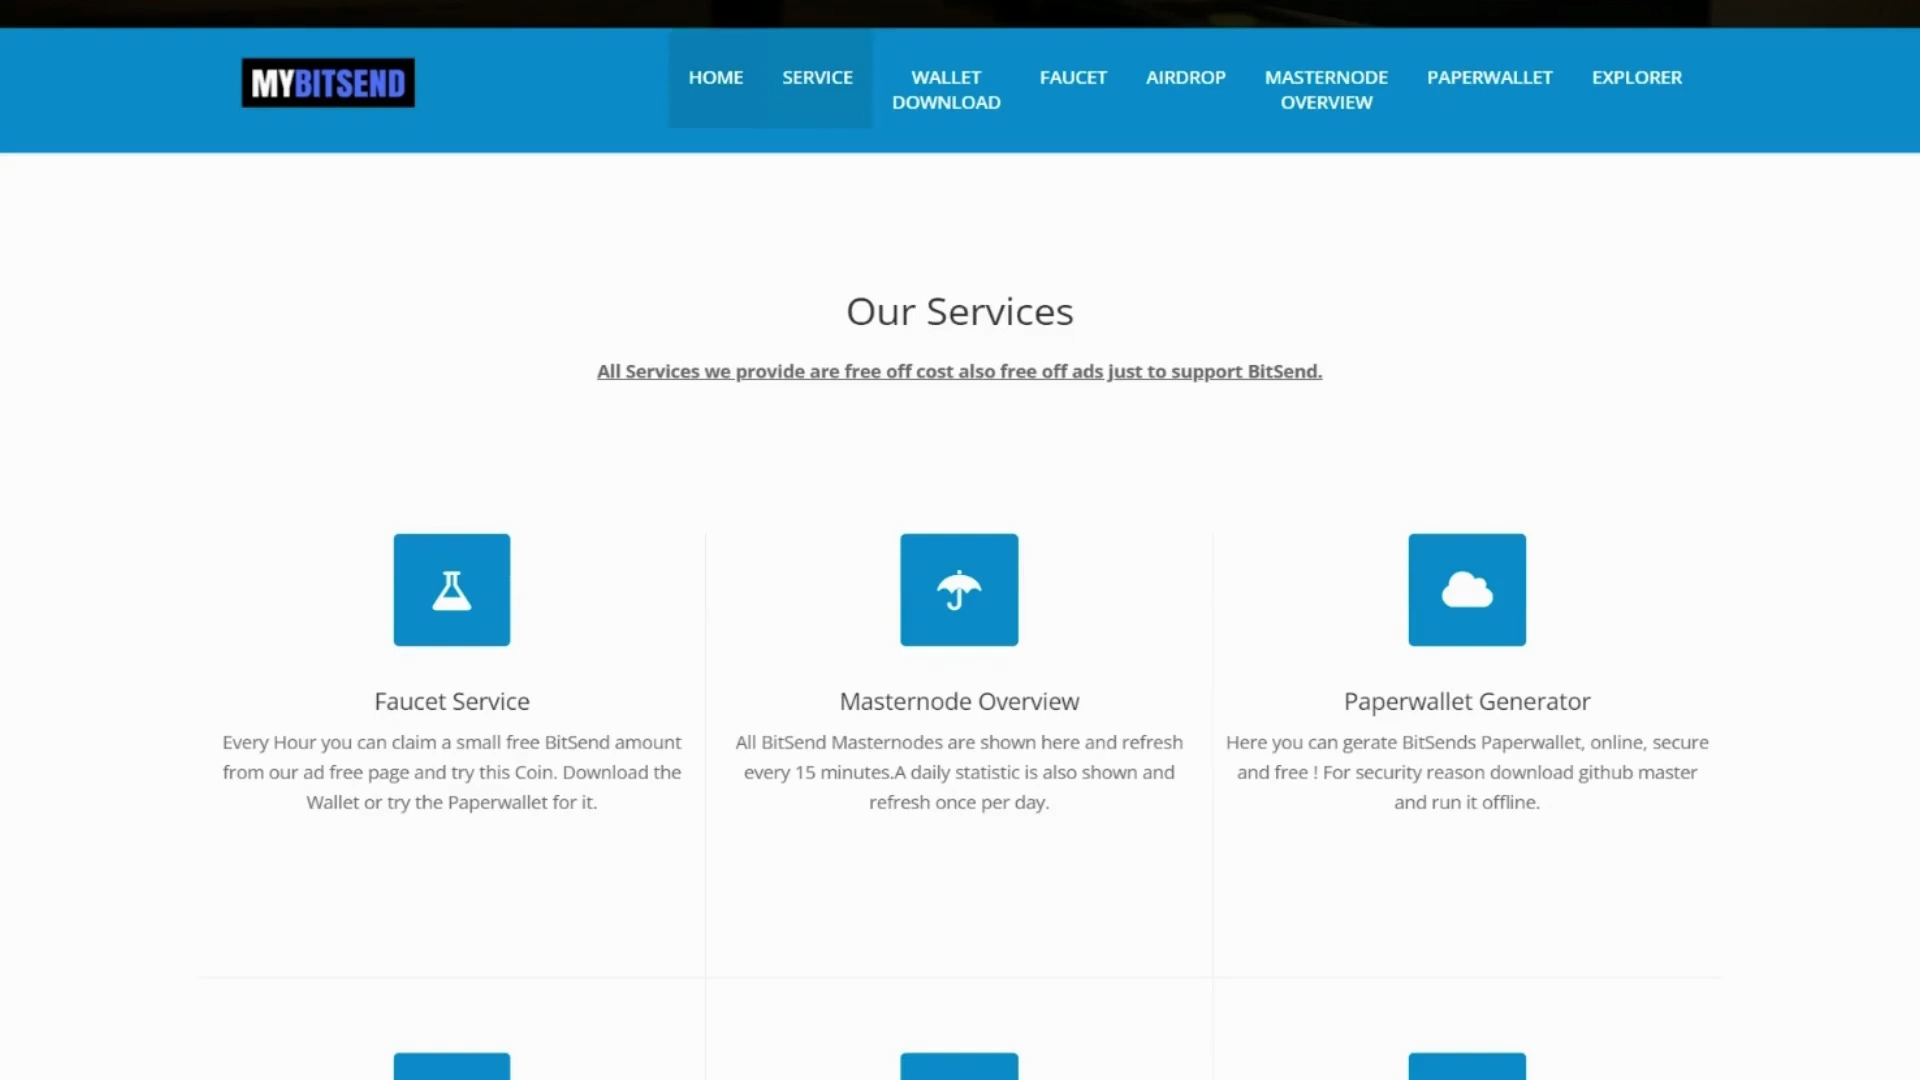 MYBITSEND
HOME
SERVICE
WALLET
DOWNLOAD
FAUCET
AIRDROP
MASTERNODE
OVERVIEW
PAPERWALLET
EXPLORER
Our Services
All Services we provide are free off cost also free off ads just to support BitSend.
Faucet Service
Every Hour you can claim a small free BitSend amount
from our ad free page and try this Coin. Download the
Wallet or try the Paperwallet for it.
Masternode Overview
All BitSend Masternodes are shown here and refresh
every 15 minutes.A daily statistic is also shown and
refresh once per day.
Paperwallet Generator
Here you can gerate BitSends Paperwallet, online, secure
and free ! For security reason download github master
and run it offline.